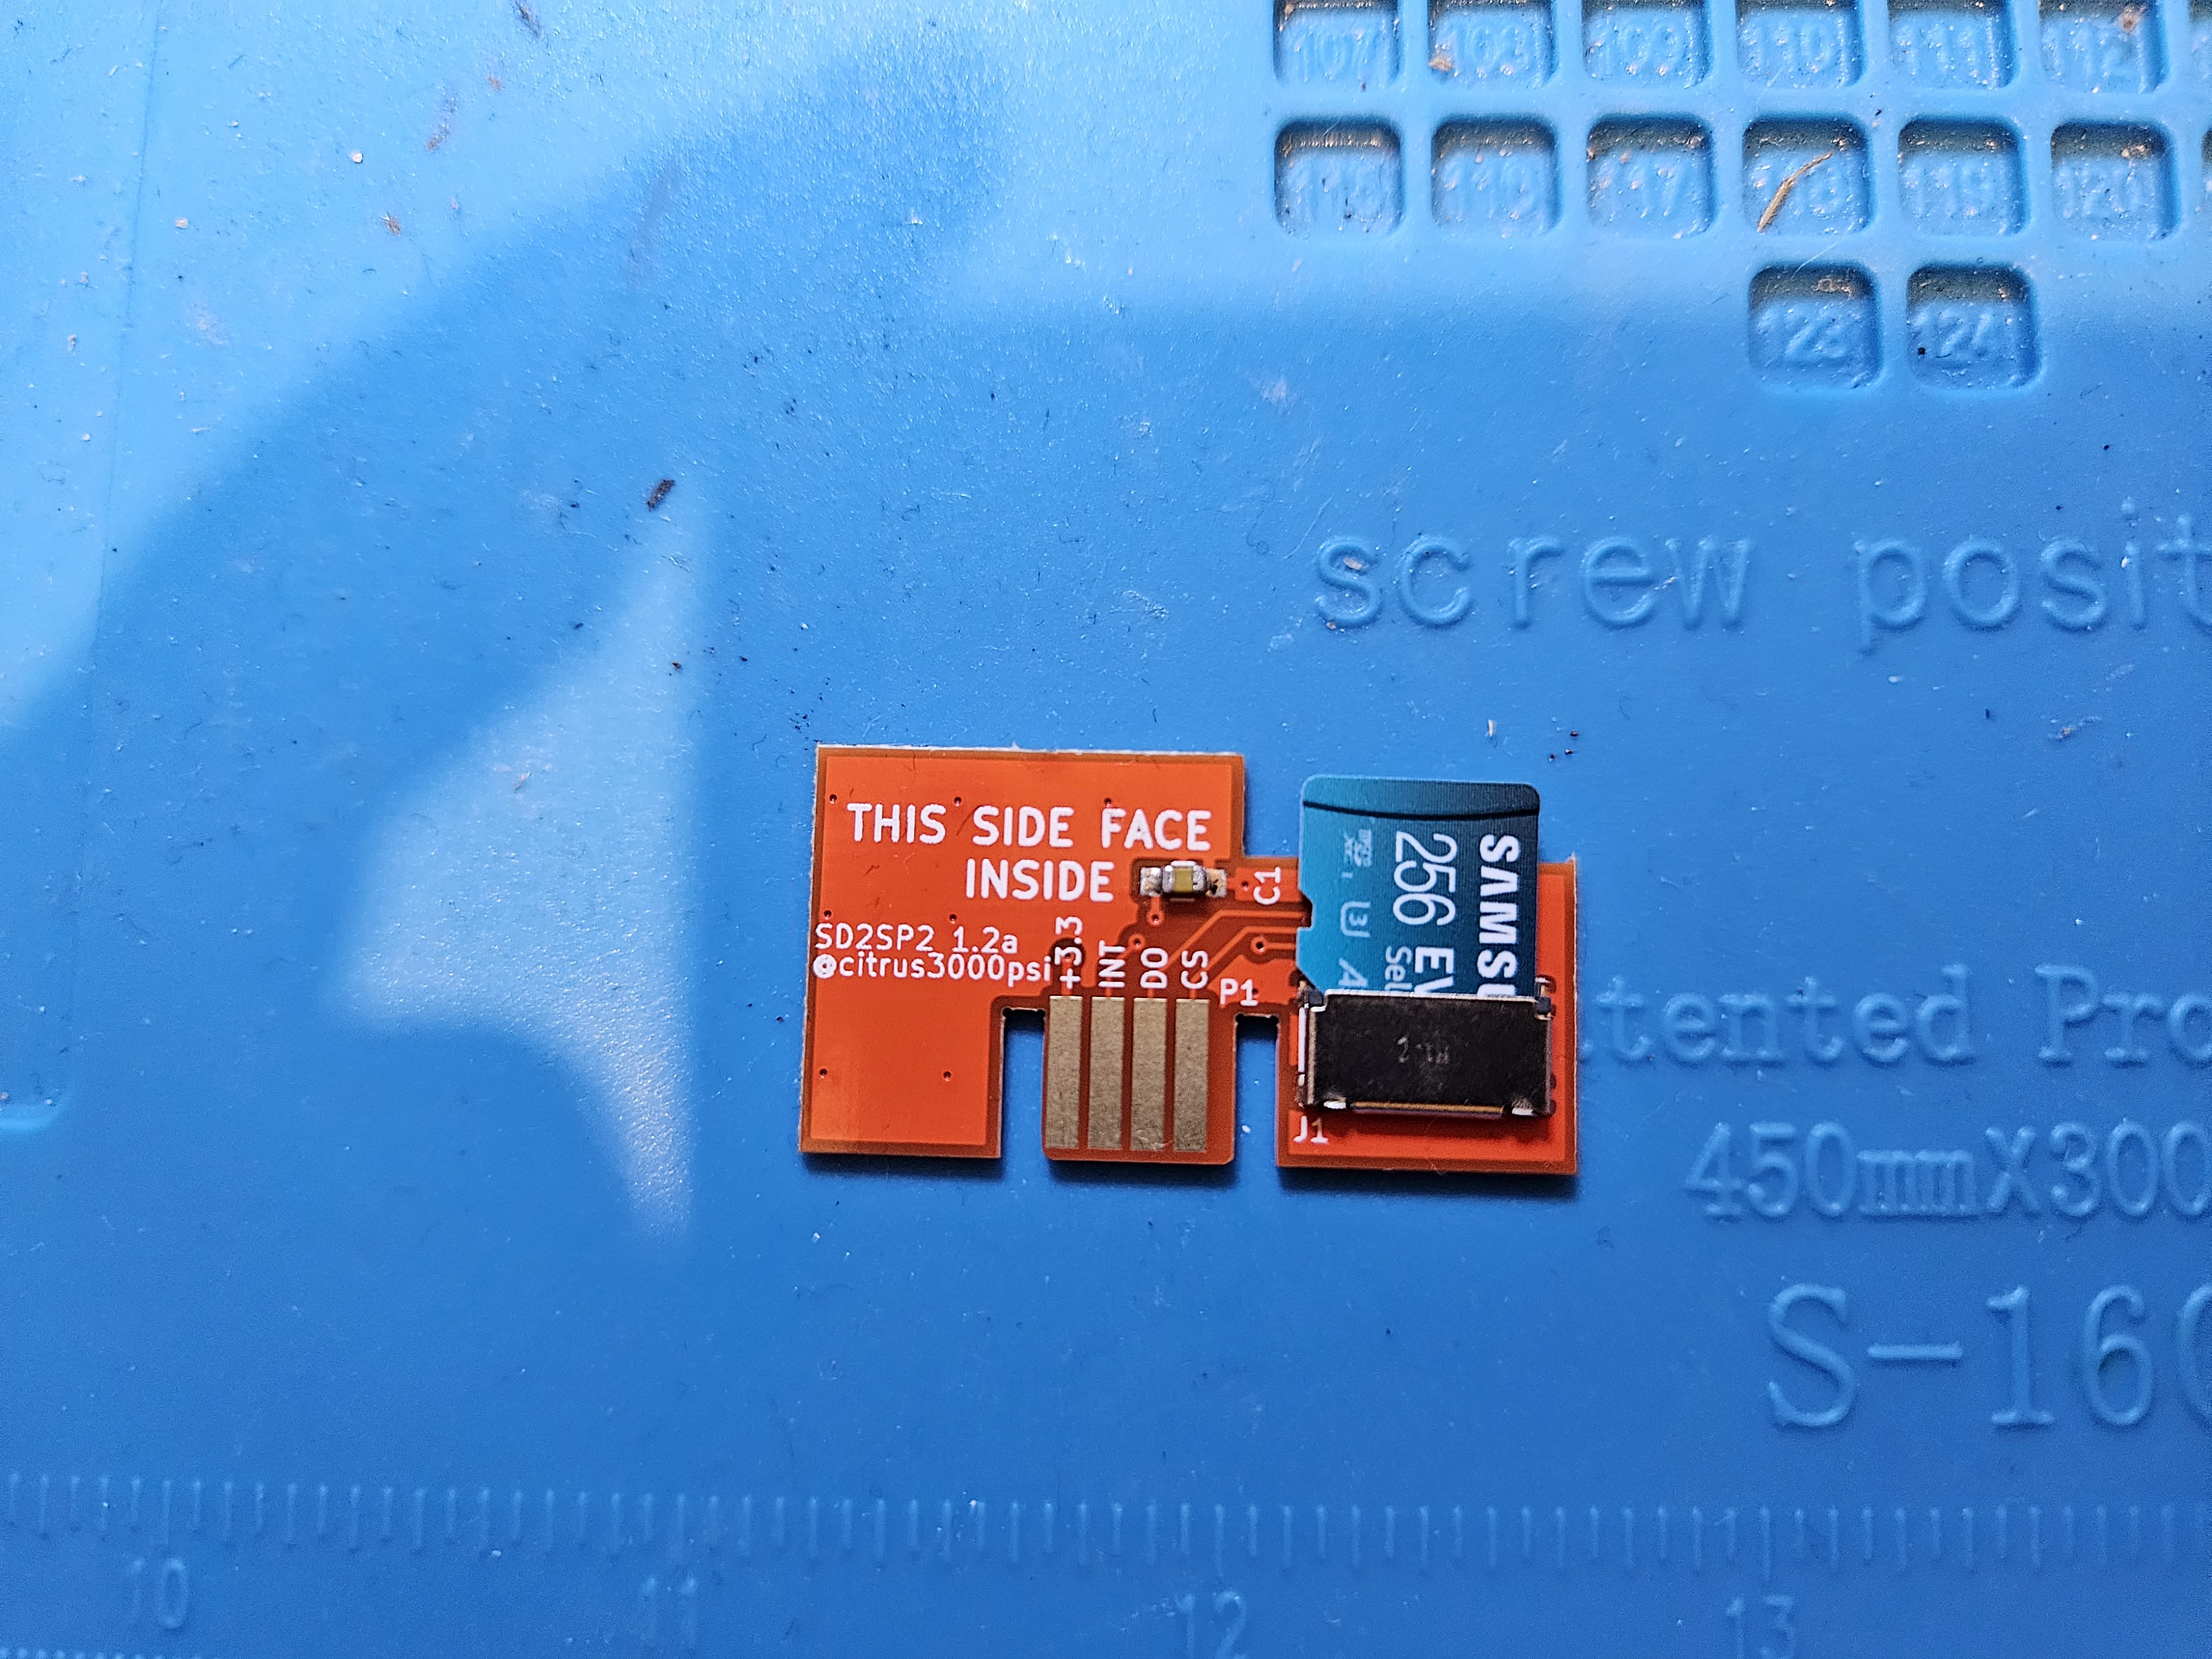 107 108 109 110 111 112
117 118 119 120
123 124
screw posit
THIS SIDE FACE
INSIDE
C1
SD2SP2 1.2a
@citrus3000psi
+3.3
INT
DO
CS
P1
J1
SAMSU
256 EV
Sel
U3 A
tented Pro
450mmX300
S-160
10 11 12 13